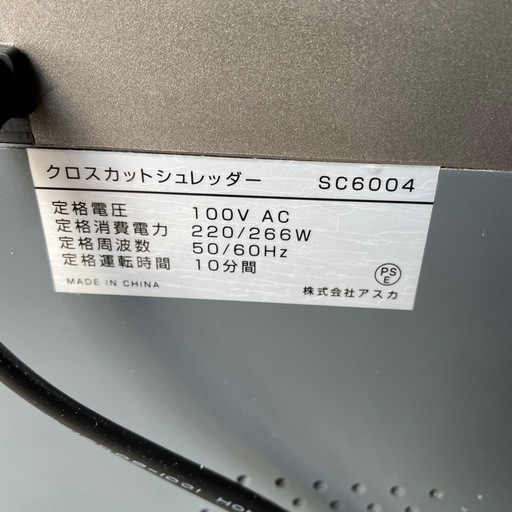 クロスカットシュレッダー SC6004
定格電圧 100V AC
定格消費電力 220/266W
定格周波数 50/60Hz
定格運転時間 10分間
MADE IN CHINA
PS
E
株式会社アスカ